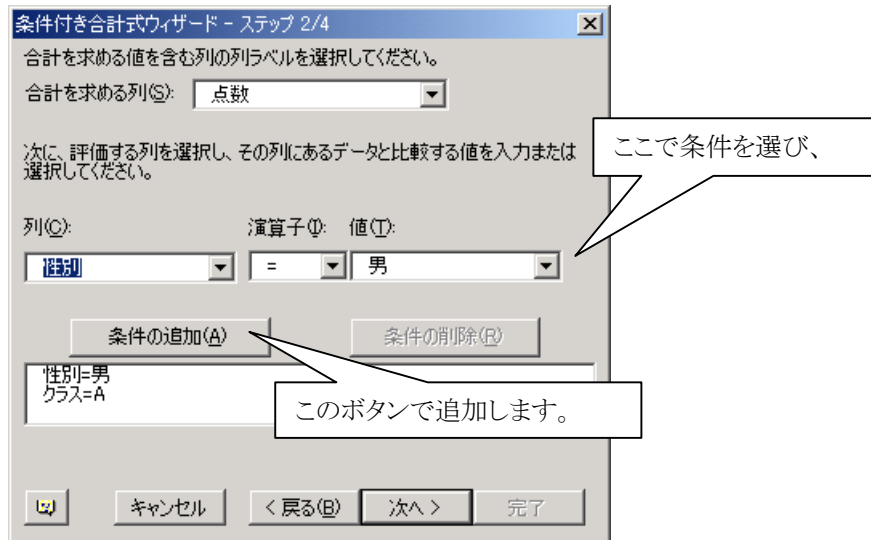 条件付き合計式ウィザード - ステップ 2/4
合計を求める値を含む列の列ラベルを選択してください。
合計を求める列(S): 点数
次に、評価する列を選択し、その列にあるデータと比較する値を入力または
選択してください。
ここで条件を選び、
列(C): 演算子(I): 値(T):
性別 = 男
条件の追加(A) 条件の削除(R)
性別=男
クラス=A
このボタンで追加します。
キャンセル < 戻る(B) 次へ > 完了